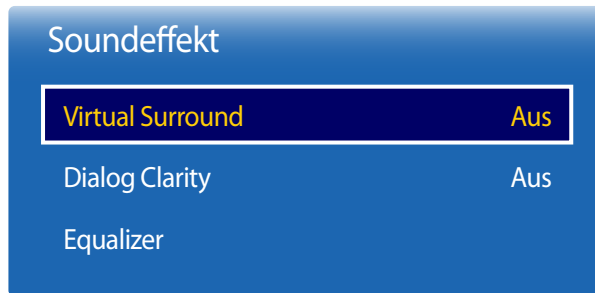 Soundeffekt
Virtual Surround Aus
Dialog Clarity Aus
Equalizer